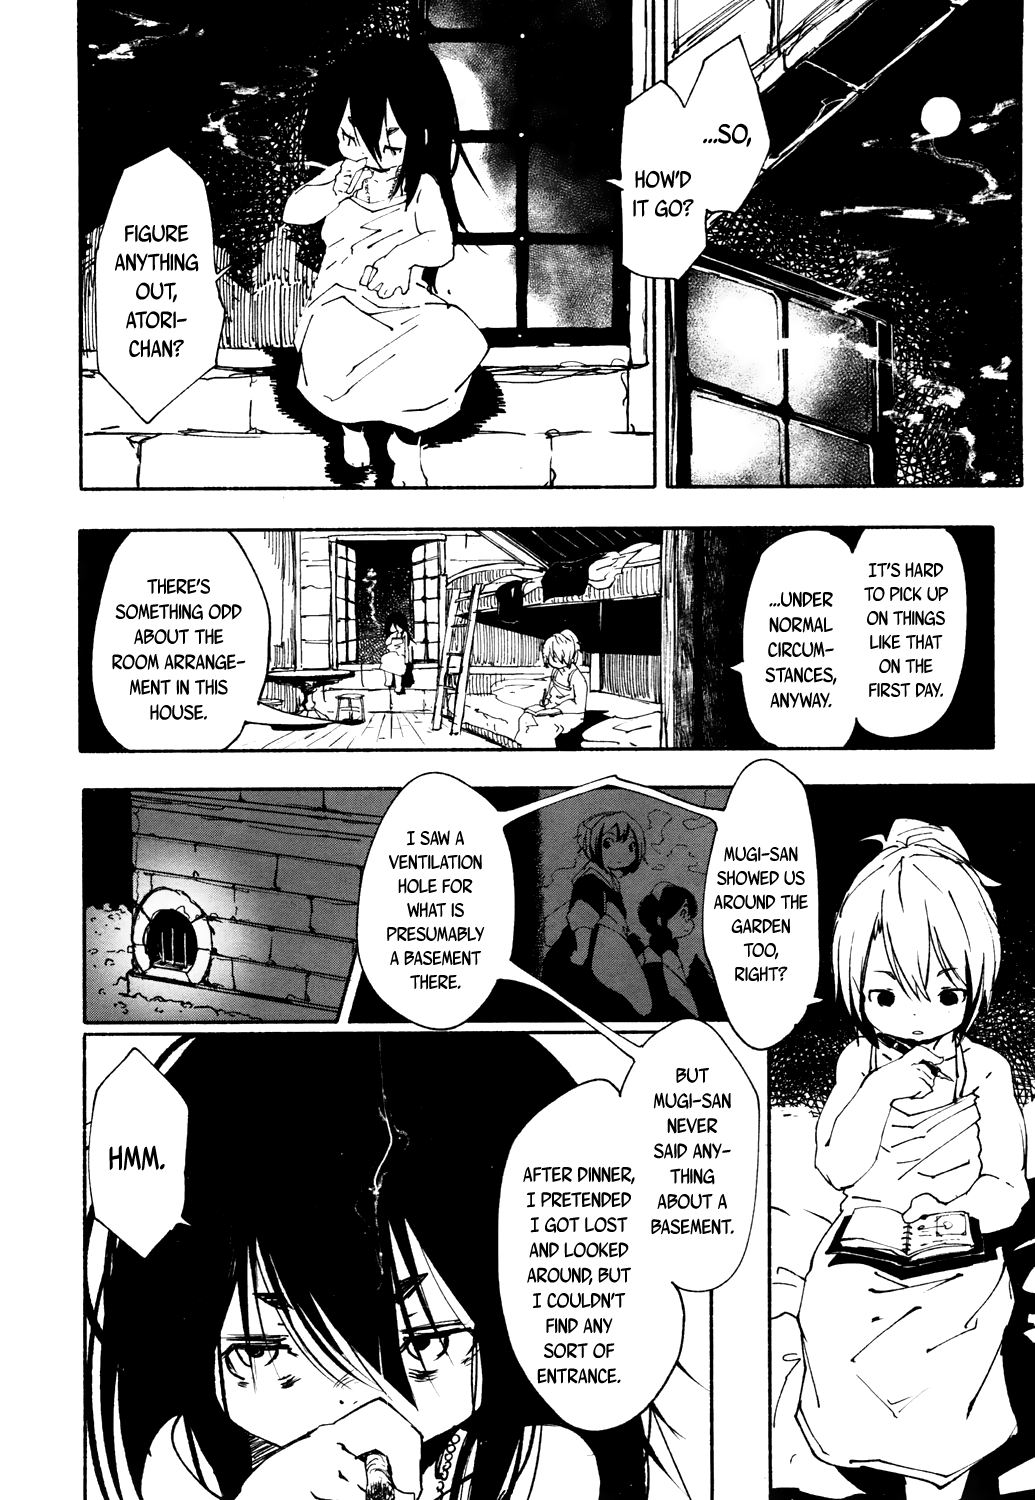 ...SO,
HOW'D
IT GO?
FIGURE
ANYTHING
OUT,
ATORI-
CHAN?
IT'S HARD
TO PICK UP
ON THINGS
LIKE THAT
ON THE
FIRST DAY.
...UNDER
NORMAL
CIRCUM-
STANCES,
ANYWAY.
THERE'S
SOMETHING ODD
ABOUT THE
ROOM ARRANGE-
MENT IN THIS
HOUSE.
MUGI-SAN
SHOWED US
AROUND THE
GARDEN
TOO,
RIGHT?
I SAW A
VENTILATION
HOLE FOR
WHAT IS
PRESUMABLY
A BASEMENT
THERE.
BUT
MUGI-SAN
NEVER
SAID ANY-
THING
ABOUT A
BASEMENT.
AFTER DINNER,
I PRETENDED
I GOT LOST
AND LOOKED
AROUND, BUT
I COULDN'T
FIND ANY
SORT OF
ENTRANCE.
HMM.